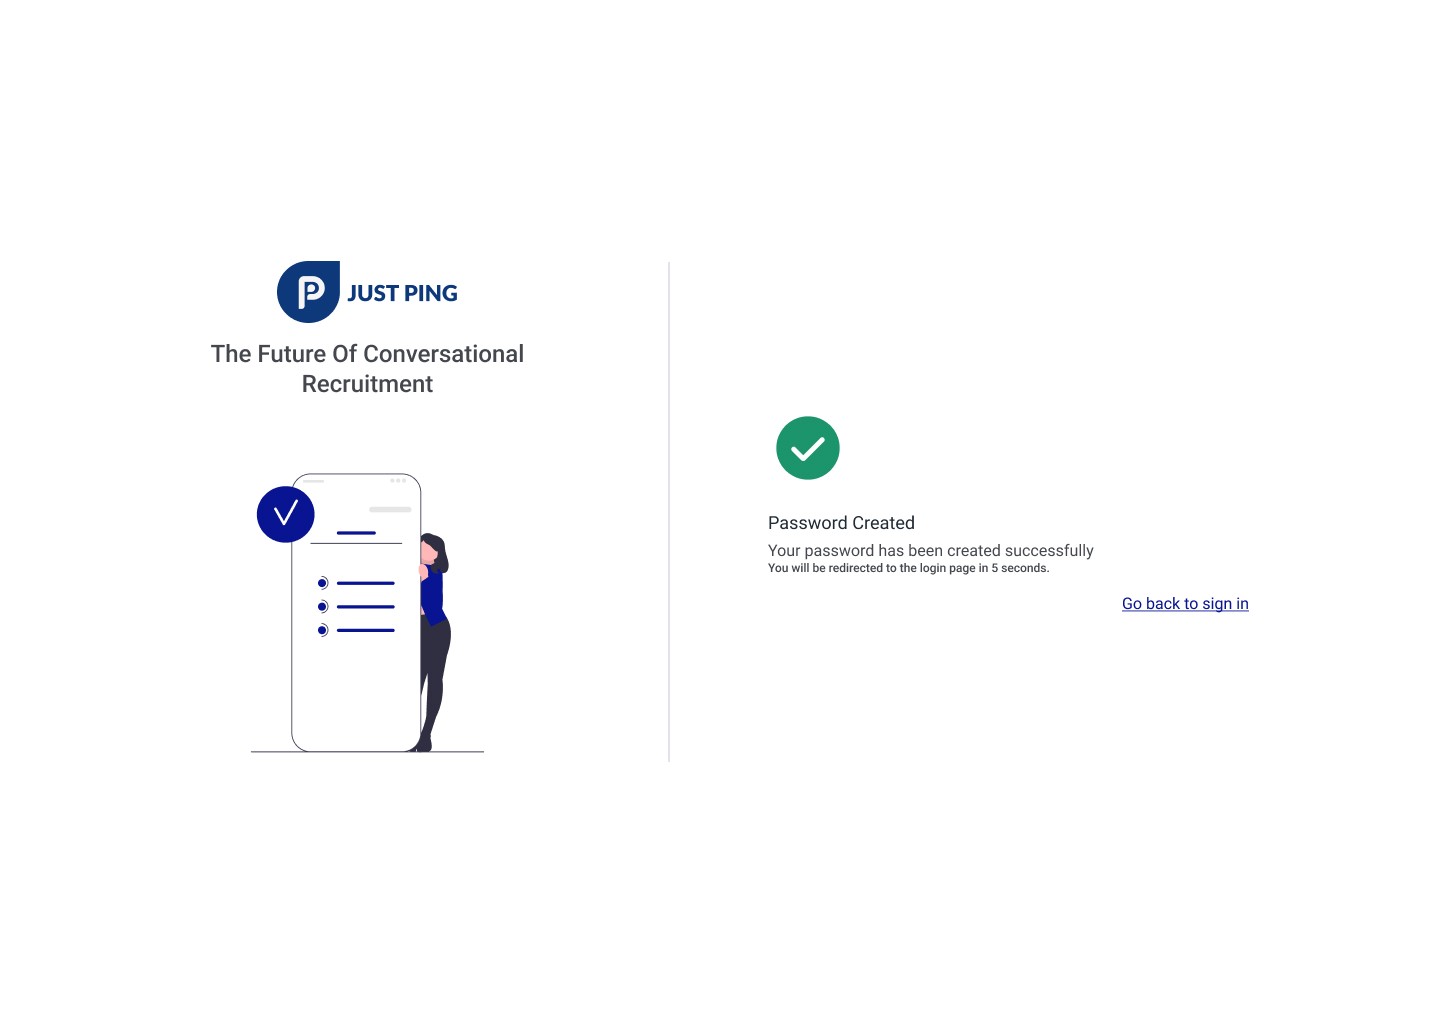 JUST PING
The Future Of Conversational
Recruitment
Password Created
Your password has been created successfully
You will be redirected to the login page in 5 seconds.
Go back to sign in